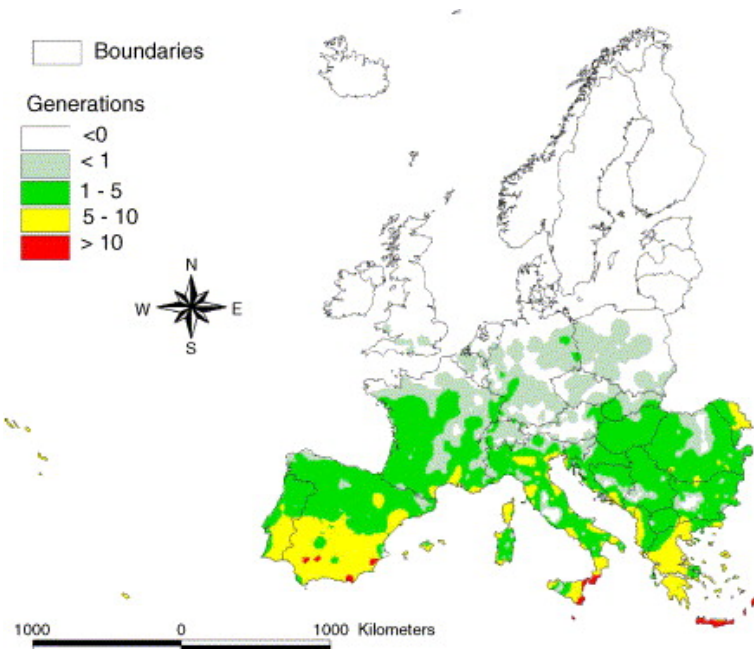 Boundaries
Generations
<0
< 1
1 - 5
5 - 10
> 10
N
W E
S
1000 0 1000 Kilometers